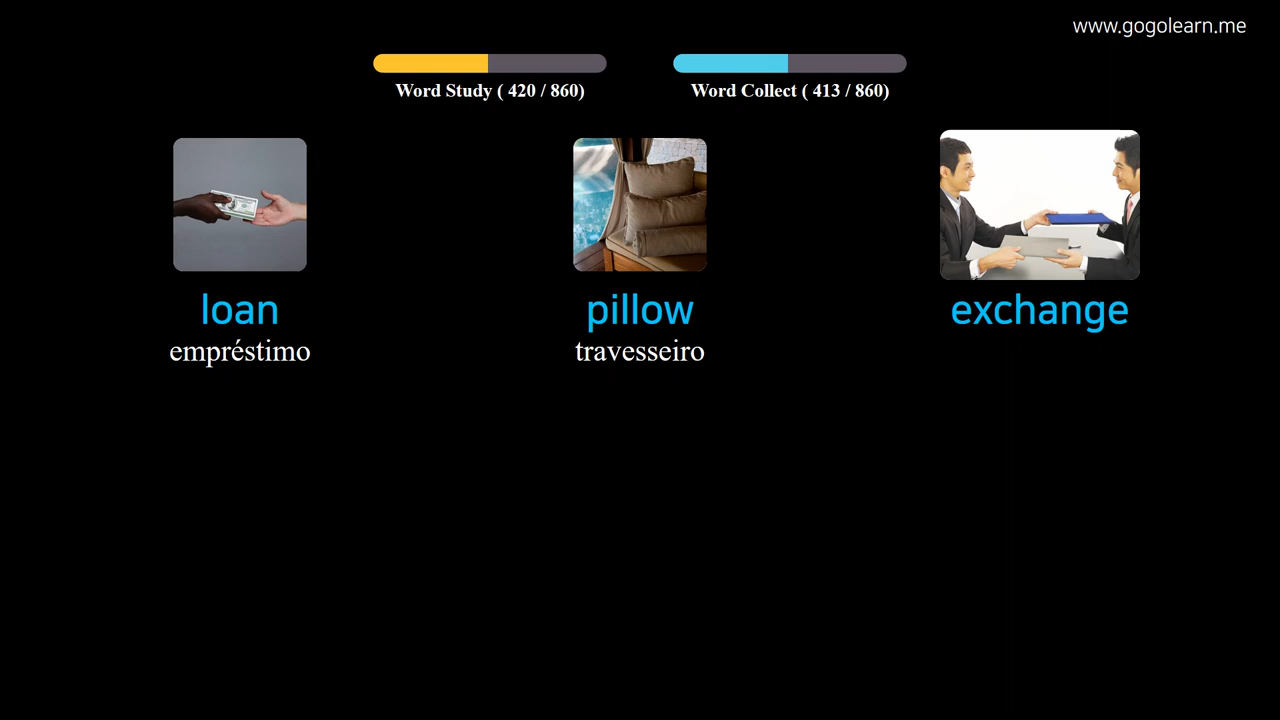 www.gogolearn.me
Word Study ( 420 / 860)
Word Collect ( 413 / 860)
loan
pillow
exchange
empréstimo
travesseiro